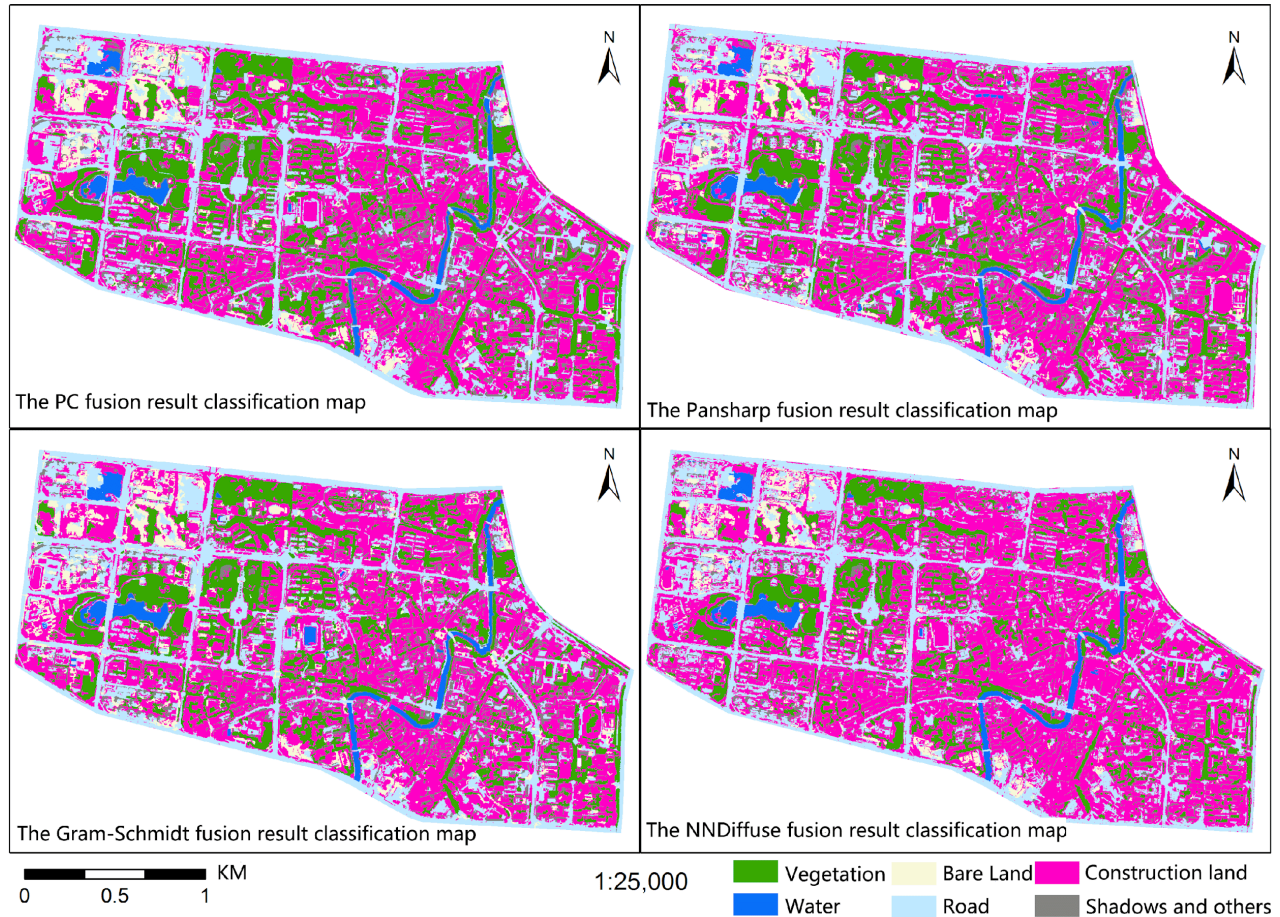 N
N
The PC fusion result classification map
The Pansharp fusion result classification map
N
N
The Gram-Schmidt fusion result classification map
The NNDiffuse fusion result classification map
KM
0 0.5 1
1:25,000
Vegetation Bare Land Construction land
Water Road Shadows and others